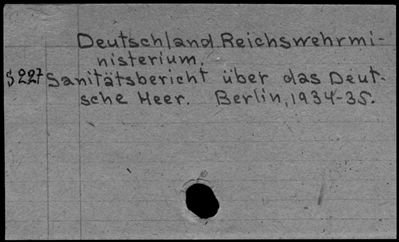 Deutschland. Reichswehrmi-
nisterium.
S227 Sanitätsbericht über das Deut-
sche Heer. Berlin, 1934-35.